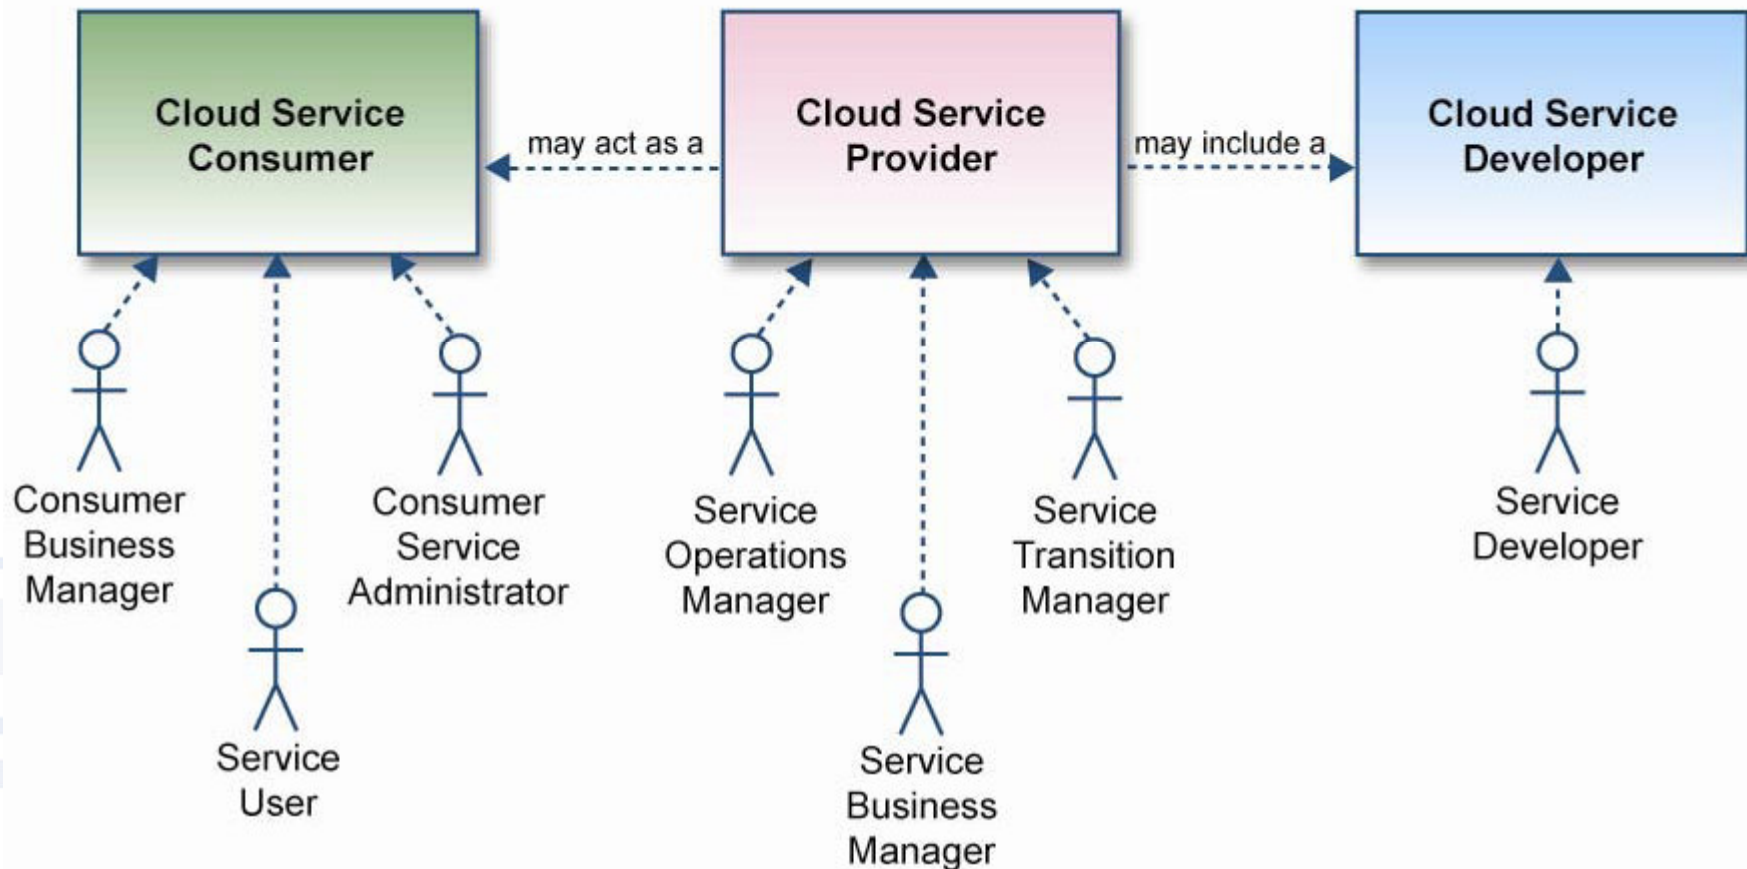 Cloud Service
Consumer
may act as a
Cloud Service
Provider
may include a
Cloud Service
Developer
Consumer
Business
Manager
Service
User
Consumer
Service
Administrator
Service
Operations
Manager
Service
Business
Manager
Service
Transition
Manager
Service
Developer